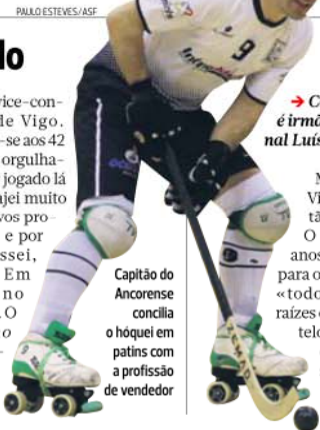 PAULO ESTEVES/ASF
lo
vice-con-
de Vigo.
-se aos 42
orgulha-
jogado lá
ajei muito
vos pro-
e por
ssei,
Em
no
. O
o
9
➔ C
é irmã
nal Luís
M
Vi
tã
O
anos
para o
«todo
raízes
telo
Capitão do
Ancorense
concilia
o hóquei em
patins com
a profissão
de vendedor